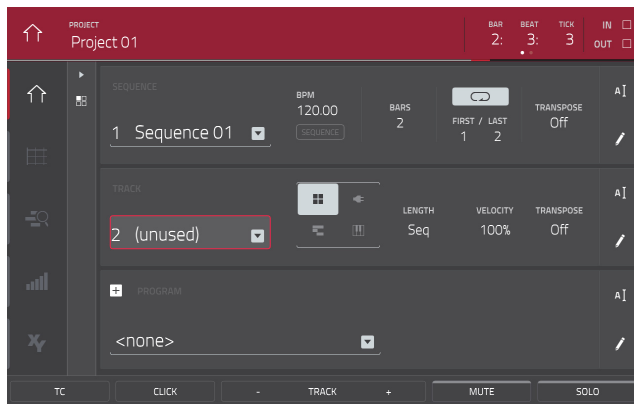 PROJECT
Project 01
BAR BEAT TICK
2: 3: 3
IN
OUT
SEQUENCE
1 Sequence 01
BPM
120.00
SEQUENCE
BARS
2
FIRST / LAST
1 2
TRANSPOSE
Off
TRACK
2 (unused)
LENGTH
Seq
VELOCITY
100%
TRANSPOSE
Off
PROGRAM
<none>
A
A
A
XY
TC CLICK - TRACK + MUTE SOLO